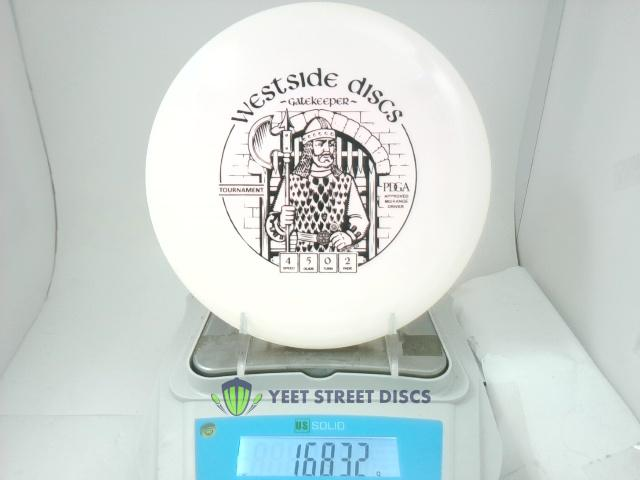 Westside Discs
-GATEKEEPER-
TOURNAMENT
PDGA
APPROVED
MID-RANGE
DRIVER
4 5 0 2
SPEED GLIDE TURN FADE
YEET STREET DISCS
US SOLID
168.32 g